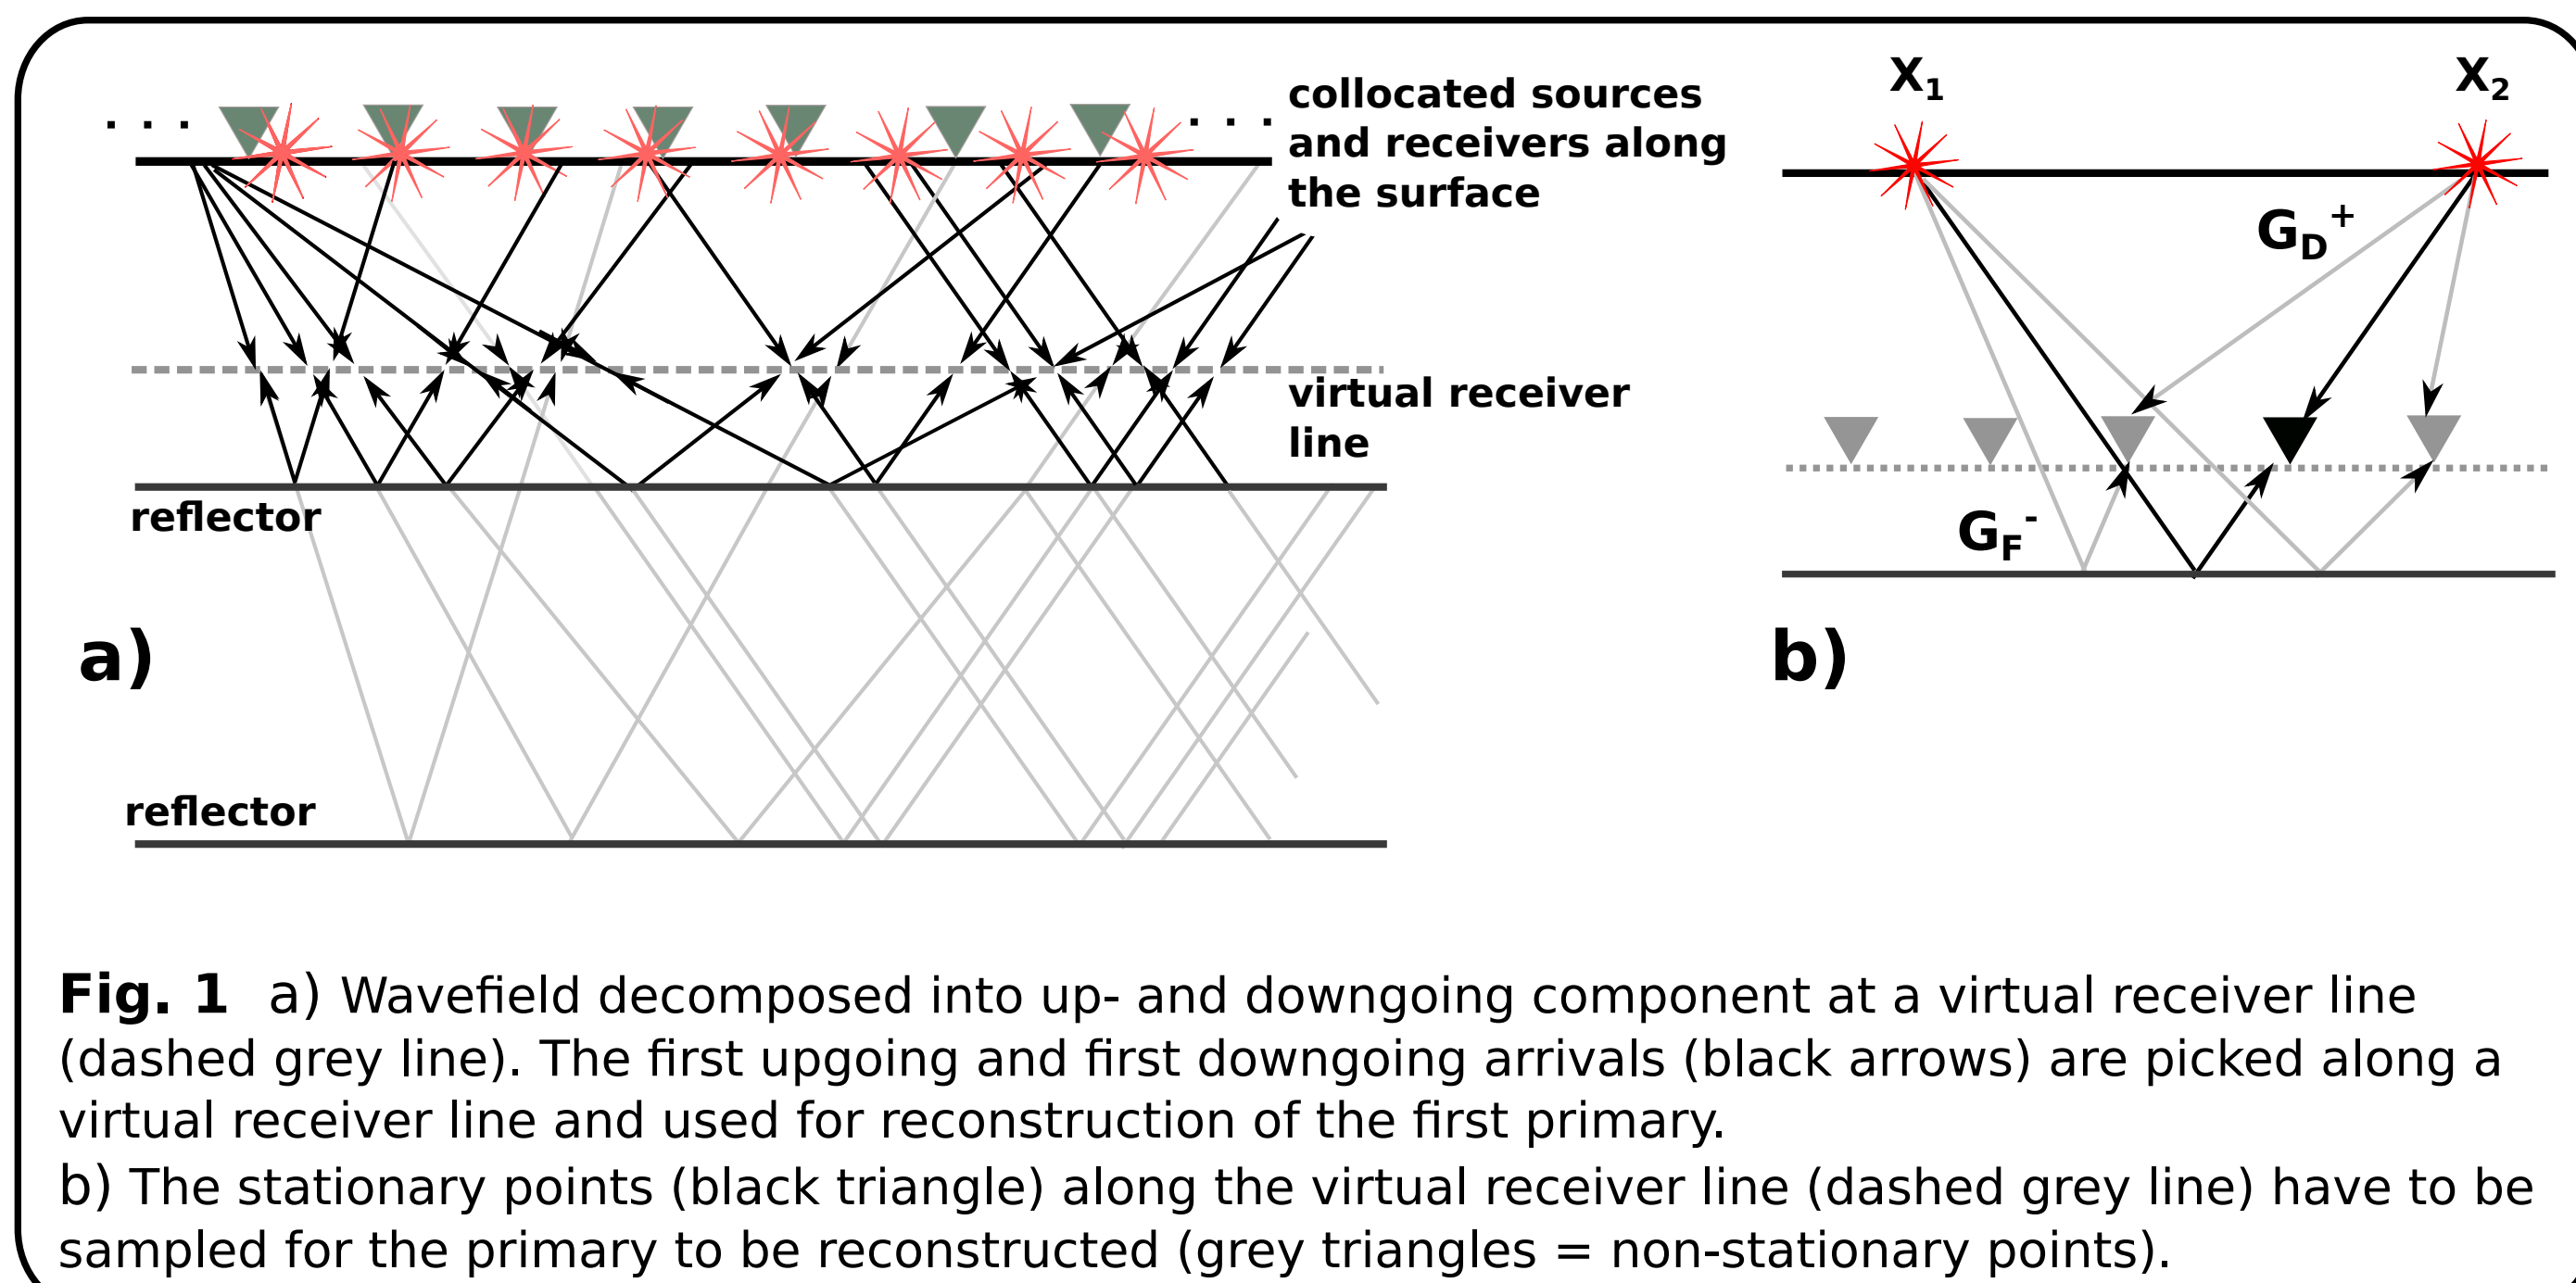 . . .
. . .
collocated sources
and receivers along
the surface
virtual receiver
line
reflector
reflector
a)
X1
X2
GD+
GF-
b)
Fig. 1 a) Wavefield decomposed into up- and downgoing component at a virtual receiver line
(dashed grey line). The first upgoing and first downgoing arrivals (black arrows) are picked along a
virtual receiver line and used for reconstruction of the first primary.
b) The stationary points (black triangle) along the virtual receiver line (dashed grey line) have to be
sampled for the primary to be reconstructed (grey triangles = non-stationary points).